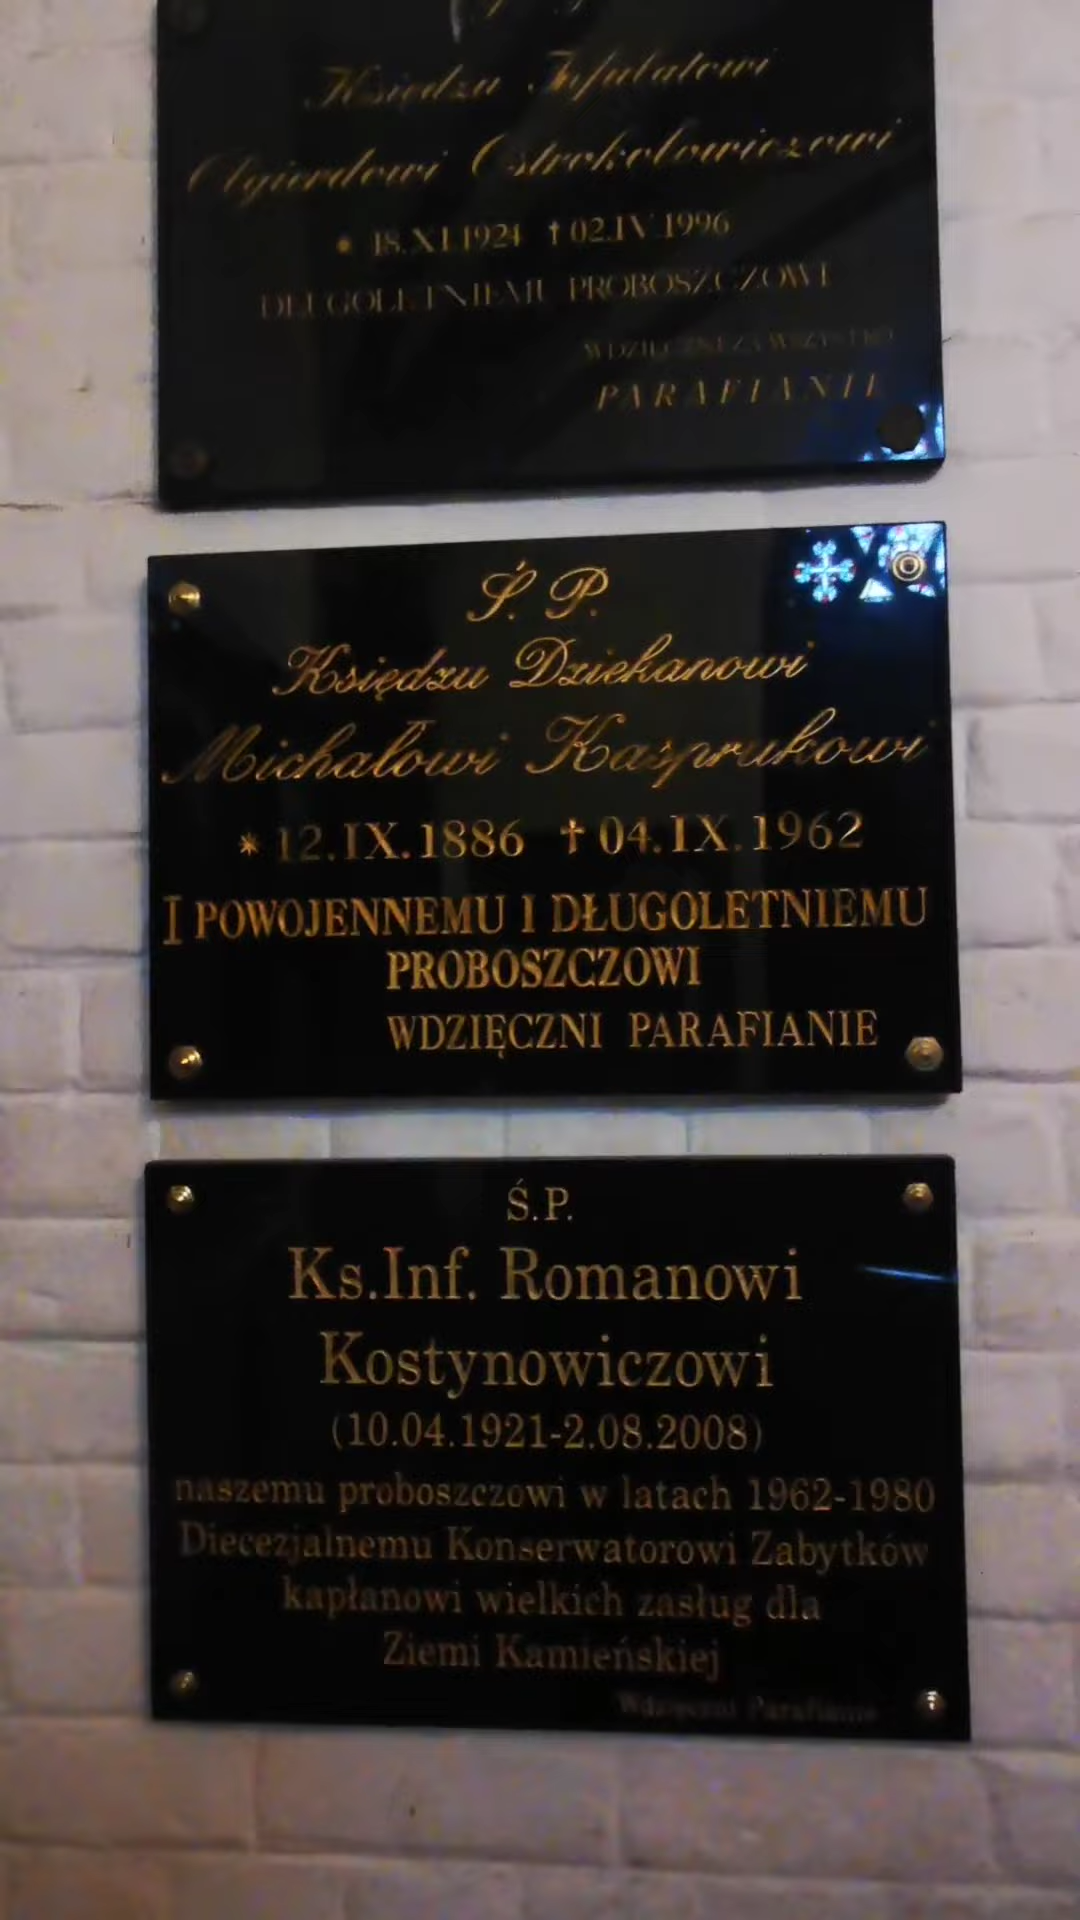 Księdzu Infułatowi
Olgierdowi Ostrokołowiczowi
* 18.XI.1924 † 02.IV.1996
DŁUGOLETNIEMU PROBOSZCZOWI
WDZIĘCZNI ZA WSZYSTKO
PARAFIANIE
Ś. P.
Księdzu Dziekanowi
Michałowi Kasprukowi
* 12.IX.1886 † 04.IX.1962
I POWOJENNEMU I DŁUGOLETNIEMU
PROBOSZCZOWI
WDZIĘCZNI PARAFIANIE
Ś.P.
Ks.Inf. Romanowi
Kostynowiczowi
(10.04.1921-2.08.2008)
naszemu proboszczowi w latach 1962-1980
Diecezjalnemu Konserwatorowi Zabytków
kapłanowi wielkich zasług dla
Ziemi Kamieńskiej
Wdzięczni Parafianie